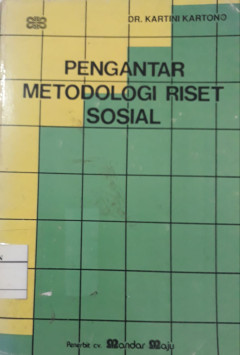 DR. KARTINI KARTONO
PENGANTAR
METODOLOGI RISET
SOSIAL
Penerbit cv. Mandar Maju